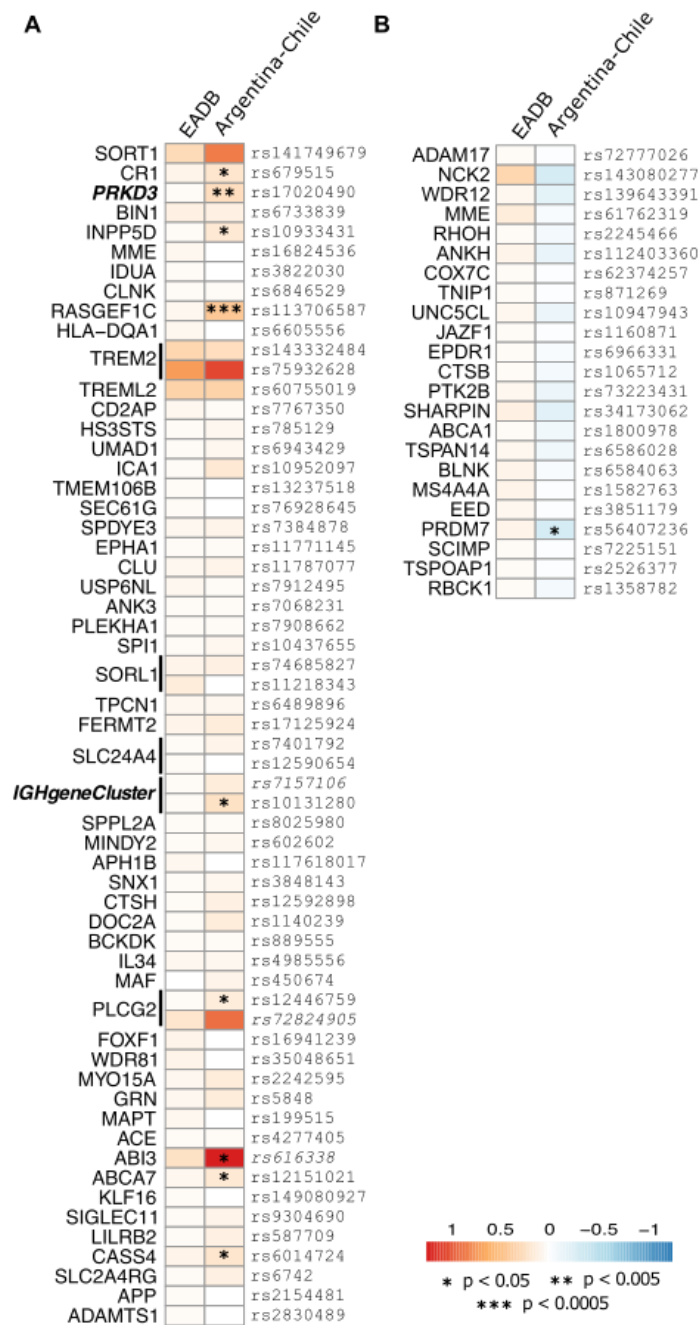 A
EADB
Argentina-Chile
SORT1 rs141749679
CR1 * rs679515
PRKD3 ** rs17020490
BIN1 rs6733839
INPP5D * rs10933431
MME rs16824536
IDUA rs3822030
CLNK rs6846529
RASGEF1C *** rs113706587
HLA-DQA1 rs6605556
TREM2 rs143332484
rs75932628
TREML2 rs60755019
CD2AP rs7767350
HS3STS rs785129
UMAD1 rs6943429
ICA1 rs10952097
TMEM106B rs13237518
SEC61G rs76928645
SPDYE3 rs7384878
EPHA1 rs11771145
CLU rs11787077
USP6NL rs7912495
ANK3 rs7068231
PLEKHA1 rs7908662
SPI1 rs10437655
SORL1 rs74685827
rs11218343
TPCN1 rs6489896
FERMT2 rs17125924
SLC24A4 rs7401792
rs12590654
IGHgeneCluster rs7157106
* rs10131280
SPPL2A rs8025980
MINDY2 rs602602
APH1B rs117618017
SNX1 rs3848143
CTSH rs12592898
DOC2A rs1140239
BCKDK rs889555
IL34 rs4985556
MAF rs450674
PLCG2 * rs12446759
rs72824905
FOXF1 rs16941239
WDR81 rs35048651
MYO15A rs2242595
GRN rs5848
MAPT rs199515
ACE rs4277405
ABI3 * rs616338
ABCA7 * rs12151021
KLF16 rs149080927
SIGLEC11 rs9304690
LILRB2 rs587709
CASS4 * rs6014724
SLC2A4RG rs6742
APP rs2154481
ADAMTS1 rs2830489
B
EADB
Argentina-Chile
ADAM17 rs72777026
NCK2 rs143080277
WDR12 rs139643391
MME rs61762319
RHOH rs2245466
ANKH rs112403360
COX7C rs62374257
TNIP1 rs871269
UNC5CL rs10947943
JAZF1 rs1160871
EPDR1 rs6966331
CTSB rs1065712
PTK2B rs73223431
SHARPIN rs34173062
ABCA1 rs1800978
TSPAN14 rs6586028
BLNK rs6584063
MS4A4A rs1582763
EED rs3851179
PRDM7 * rs56407236
SCIMP rs7225151
TSPOAP1 rs2526377
RBCK1 rs1358782
1 0.5 0 -0.5 -1
* p < 0.05 ** p < 0.005
*** p < 0.0005